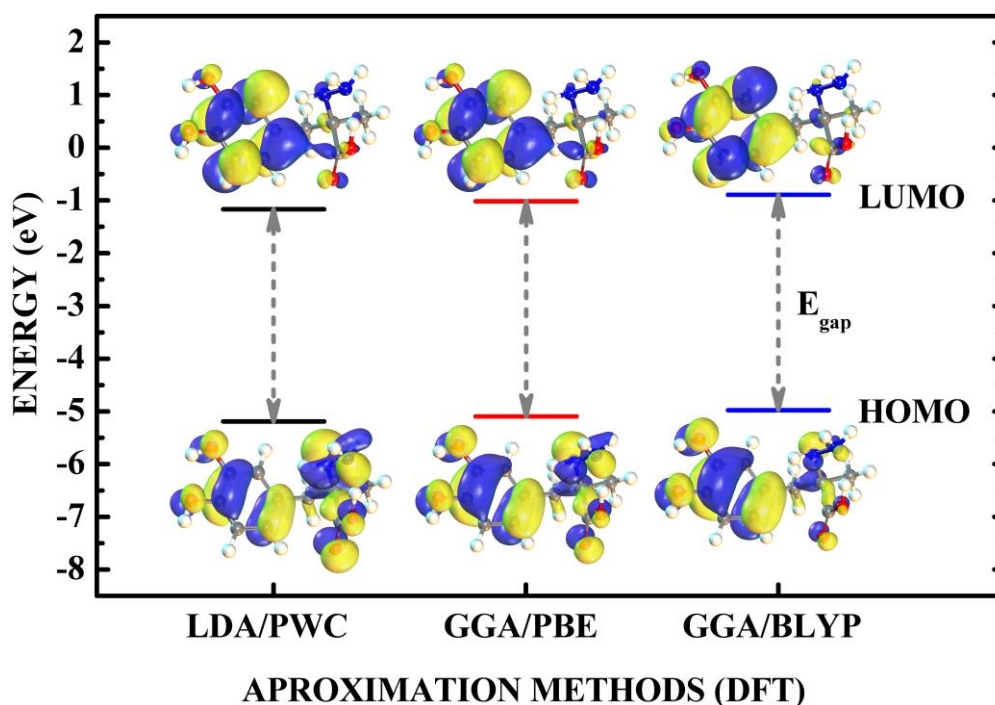 2
1
0
-1
-2
-3
-4
-5
-6
-7
-8
ENERGY (eV)
LUMO
E_gap
HOMO
LDA/PWC GGA/PBE GGA/BLYP
APROXIMATION METHODS (DFT)